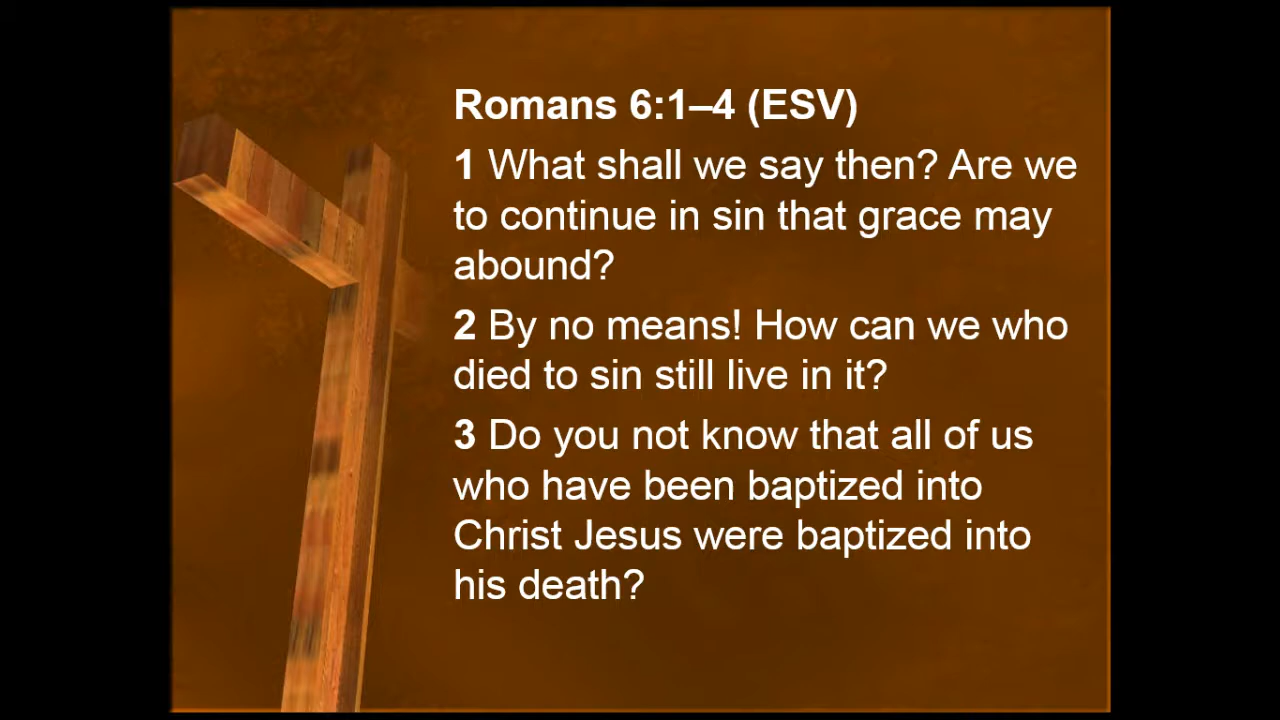 Romans 6:1–4 (ESV)
1 What shall we say then? Are we
to continue in sin that grace may
abound?
2 By no means! How can we who
died to sin still live in it?
3 Do you not know that all of us
who have been baptized into
Christ Jesus were baptized into
his death?